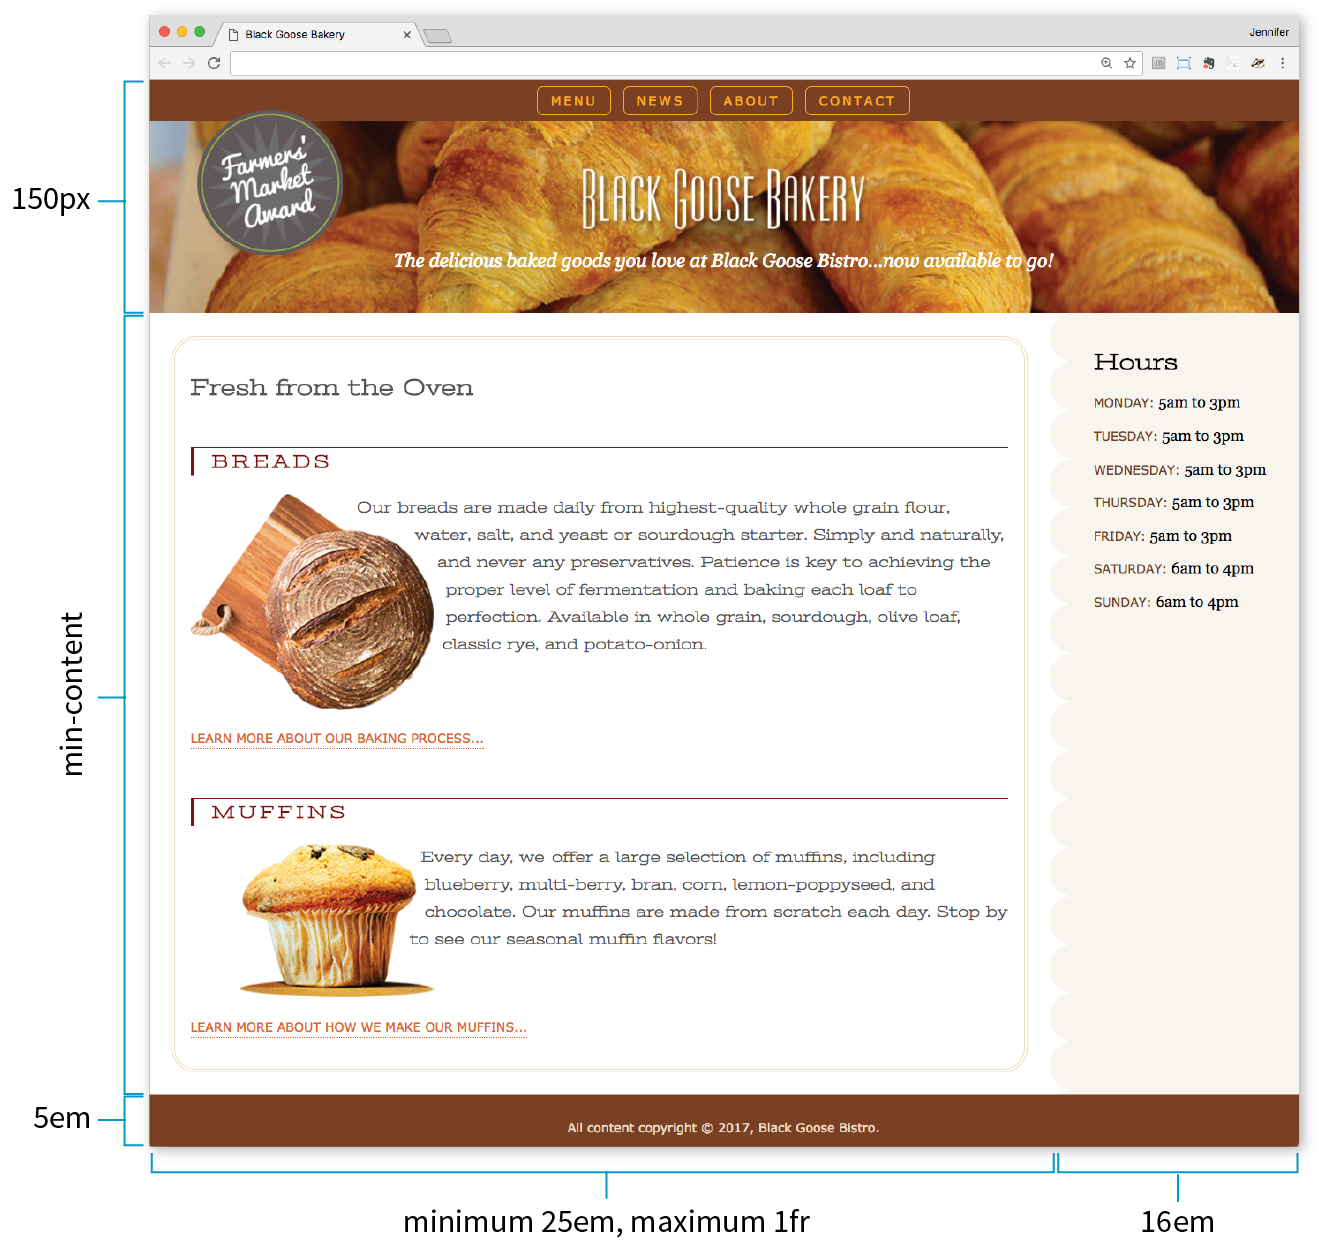 Black Goose Bakery
Jennifer
MENU
NEWS
ABOUT
CONTACT
Farmers'
Market
Award
BLACK GOOSE BAKERY
The delicious baked goods you love at Black Goose Bistro...now available to go!
150px
Fresh from the Oven
BREADS
Our breads are made daily from highest-quality whole grain flour,
water, salt, and yeast or sourdough starter. Simply and naturally,
and never any preservatives. Patience is key to achieving the
proper level of fermentation and baking each loaf to
perfection. Available in whole grain, sourdough, olive loaf,
classic rye, and potato-onion.
LEARN MORE ABOUT OUR BAKING PROCESS...
MUFFINS
Every day, we offer a large selection of muffins, including
blueberry, multi-berry, bran, corn, lemon-poppyseed, and
chocolate. Our muffins are made from scratch each day. Stop by
to see our seasonal muffin flavors!
LEARN MORE ABOUT HOW WE MAKE OUR MUFFINS...
Hours
MONDAY: 5am to 3pm
TUESDAY: 5am to 3pm
WEDNESDAY: 5am to 3pm
THURSDAY: 5am to 3pm
FRIDAY: 5am to 3pm
SATURDAY: 6am to 4pm
SUNDAY: 6am to 4pm
min-content
5em
All content copyright © 2017, Black Goose Bistro.
minimum 25em, maximum 1fr
16em